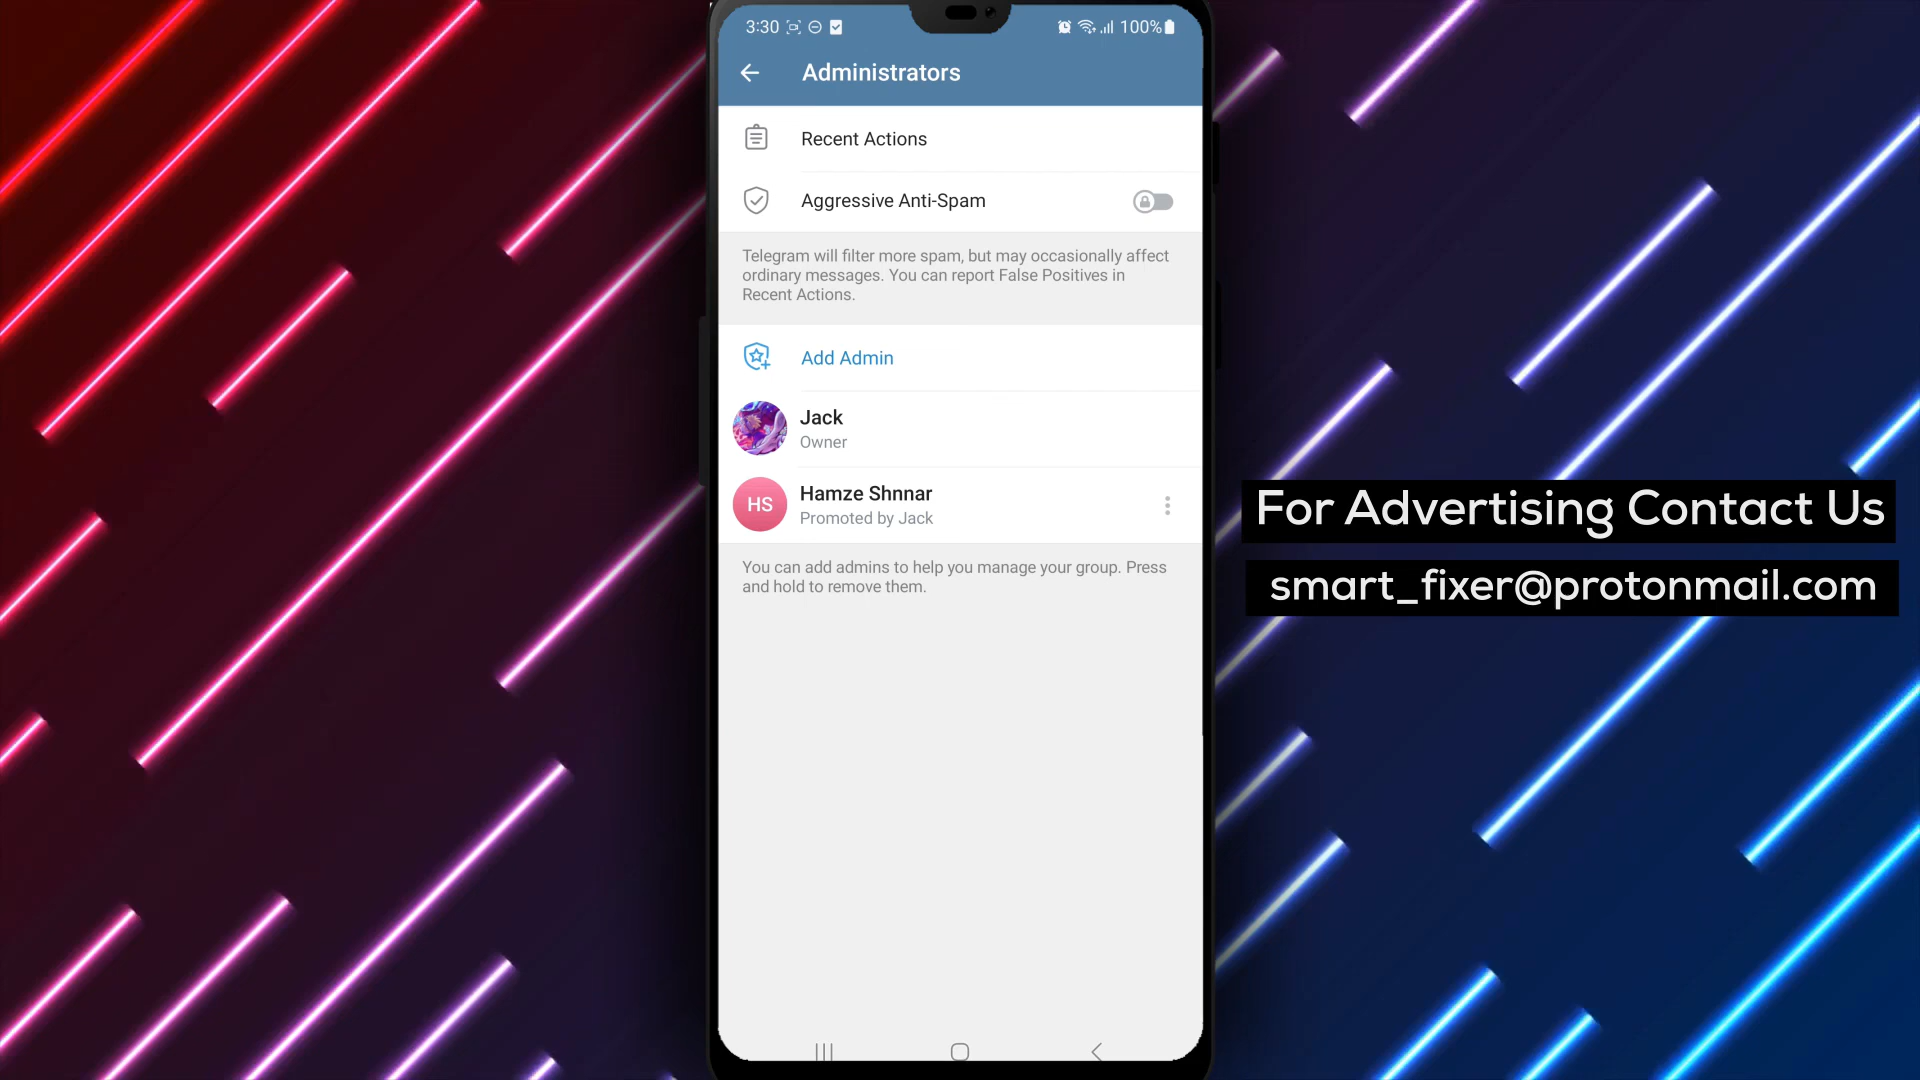 3:30
100%
Administrators
Recent Actions
Aggressive Anti-Spam
Telegram will filter more spam, but may occasionally affect
ordinary messages. You can report False Positives in
Recent Actions.
Add Admin
Jack
Owner
HS
Hamze Shnnar
Promoted by Jack
You can add admins to help you manage your group. Press
and hold to remove them.
For Advertising Contact Us
smart_fixer@protonmail.com